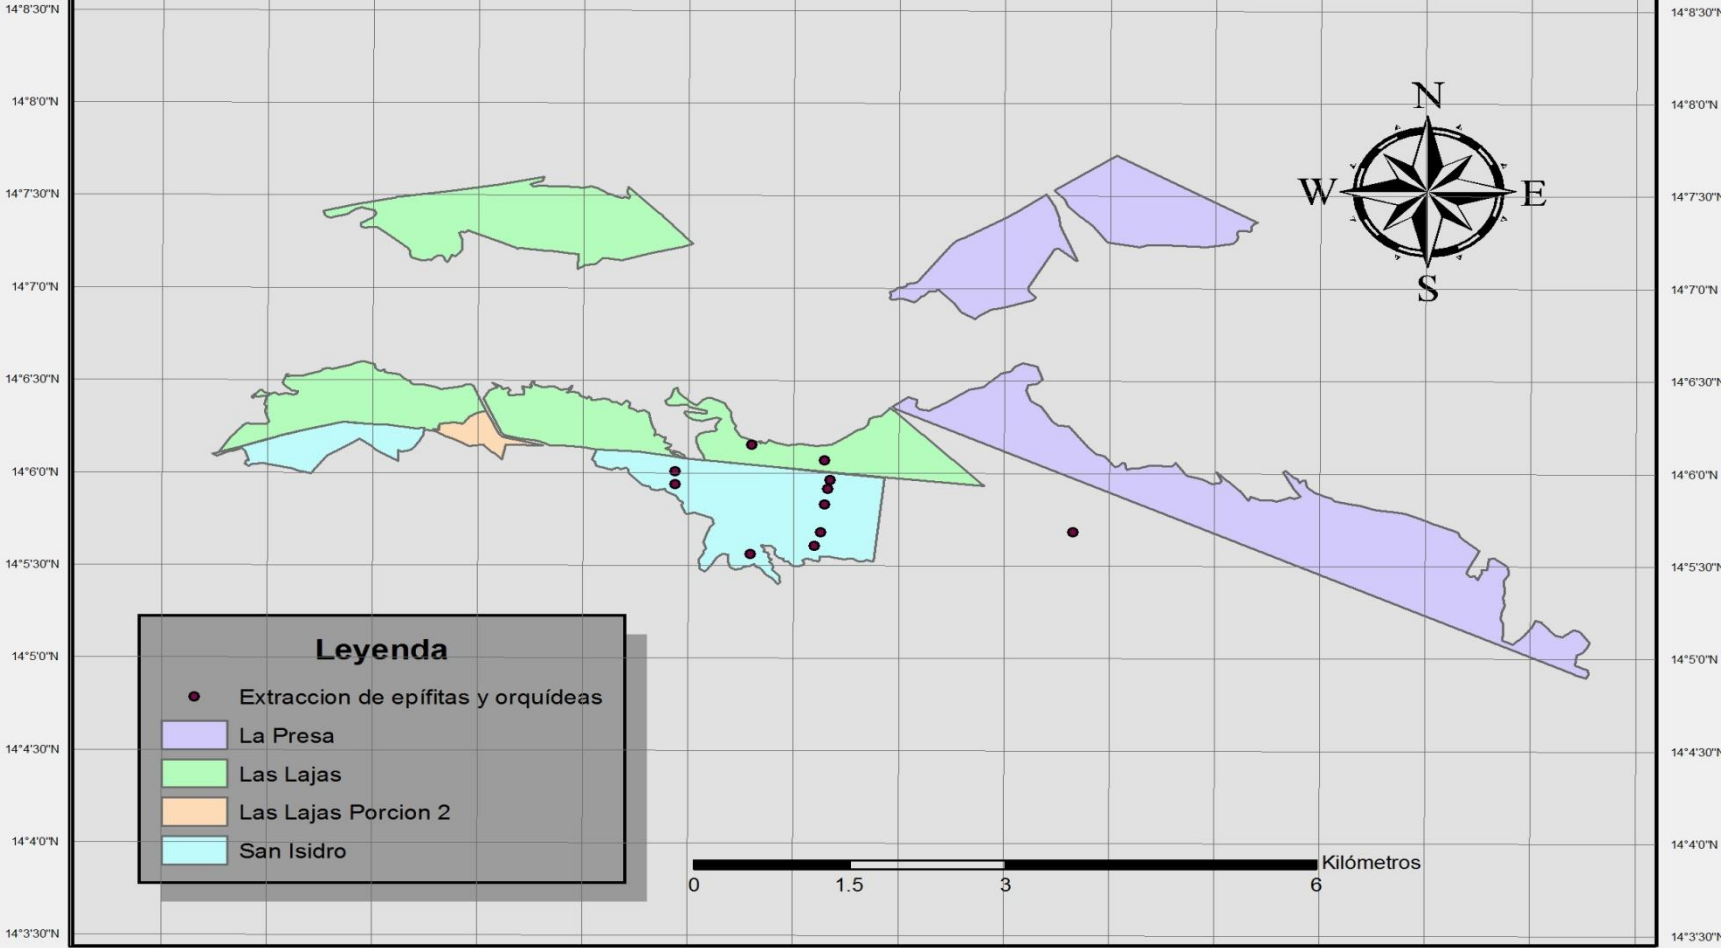 14°8'30"N 14°8'30"N
N
14°8'0"N 14°8'0"N
14°7'30"N W E 14°7'30"N
14°7'0"N S 14°7'0"N
14°6'30"N 14°6'30"N
14°6'0"N 14°6'0"N
14°5'30"N 14°5'30"N
Leyenda
14°5'0"N 14°5'0"N
Extraccion de epífitas y orquídeas
La Presa
14°4'30"N 14°4'30"N
Las Lajas
Las Lajas Porcion 2
14°4'0"N 14°4'0"N
San Isidro
Kilómetros
0 1.5 3 6
14°3'30"N 14°3'30"N